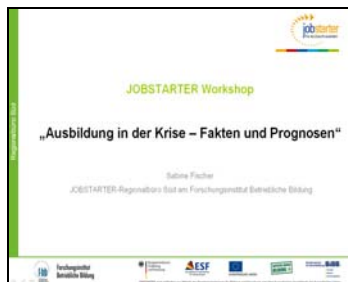 jobstarter
Regionalbüro Süd
JOBSTARTER Workshop
„Ausbildung in der Krise – Fakten und Prognosen“
Sabine Fischer
JOBSTARTER-Regionalbüro Süd am Forschungsinstitut Betriebliche Bildung
Forschungsinstitut
Betriebliche Bildung
ESF